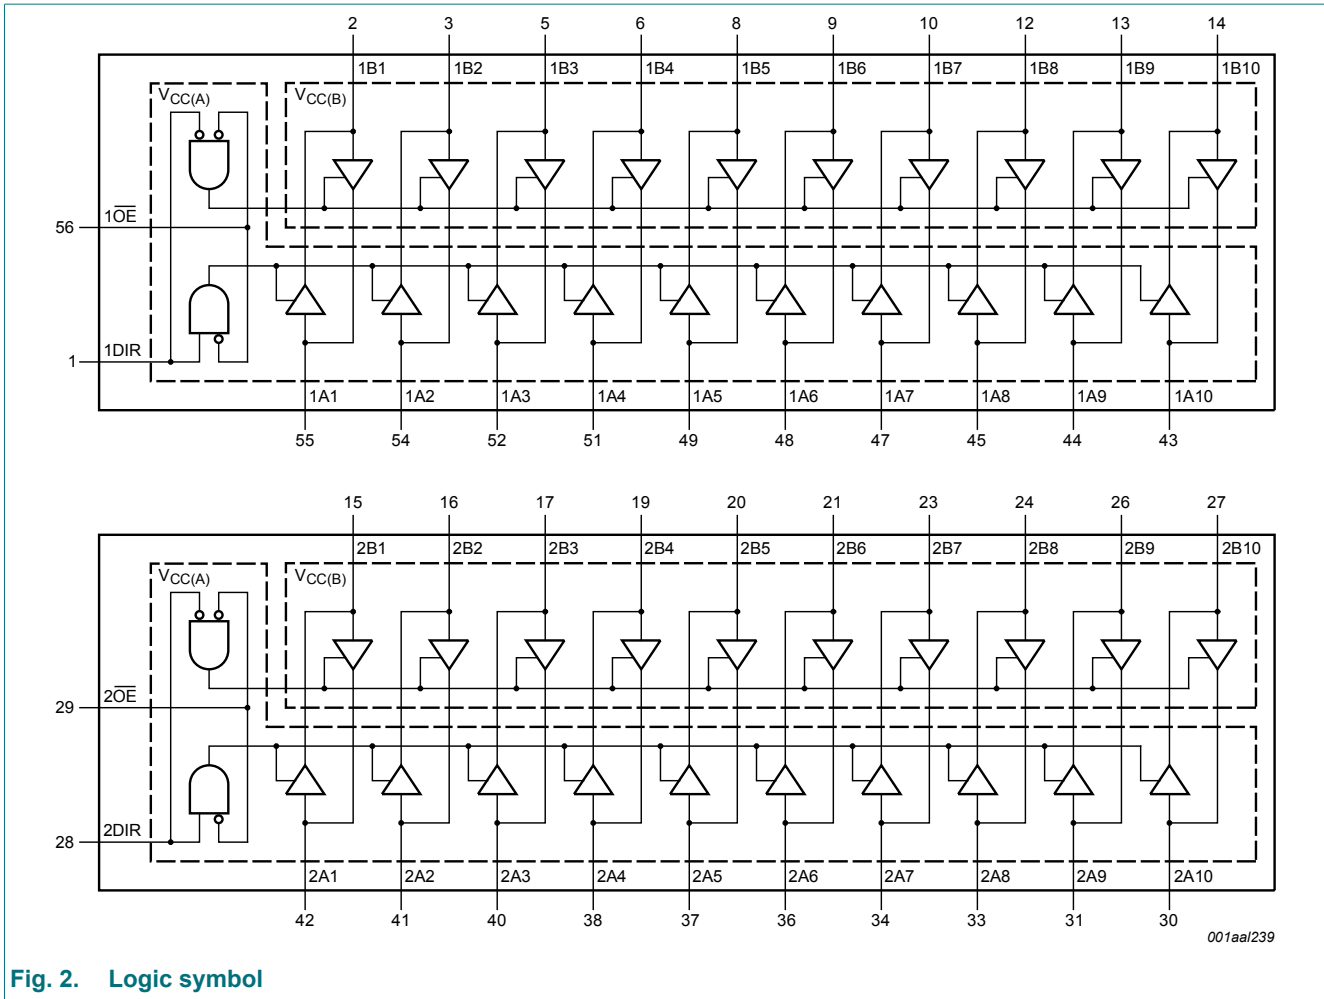 2 3 5 6 8 9 10 12 13 14
1B1 1B2 1B3 1B4 1B5 1B6 1B7 1B8 1B9 1B10
VCC(A) VCC(B)
56 1O̅E̅
1 1DIR
1A1 1A2 1A3 1A4 1A5 1A6 1A7 1A8 1A9 1A10
55 54 52 51 49 48 47 45 44 43
15 16 17 19 20 21 23 24 26 27
2B1 2B2 2B3 2B4 2B5 2B6 2B7 2B8 2B9 2B10
VCC(A) VCC(B)
29 2O̅E̅
28 2DIR
2A1 2A2 2A3 2A4 2A5 2A6 2A7 2A8 2A9 2A10
42 41 40 38 37 36 34 33 31 30
001aal239
Fig. 2. Logic symbol